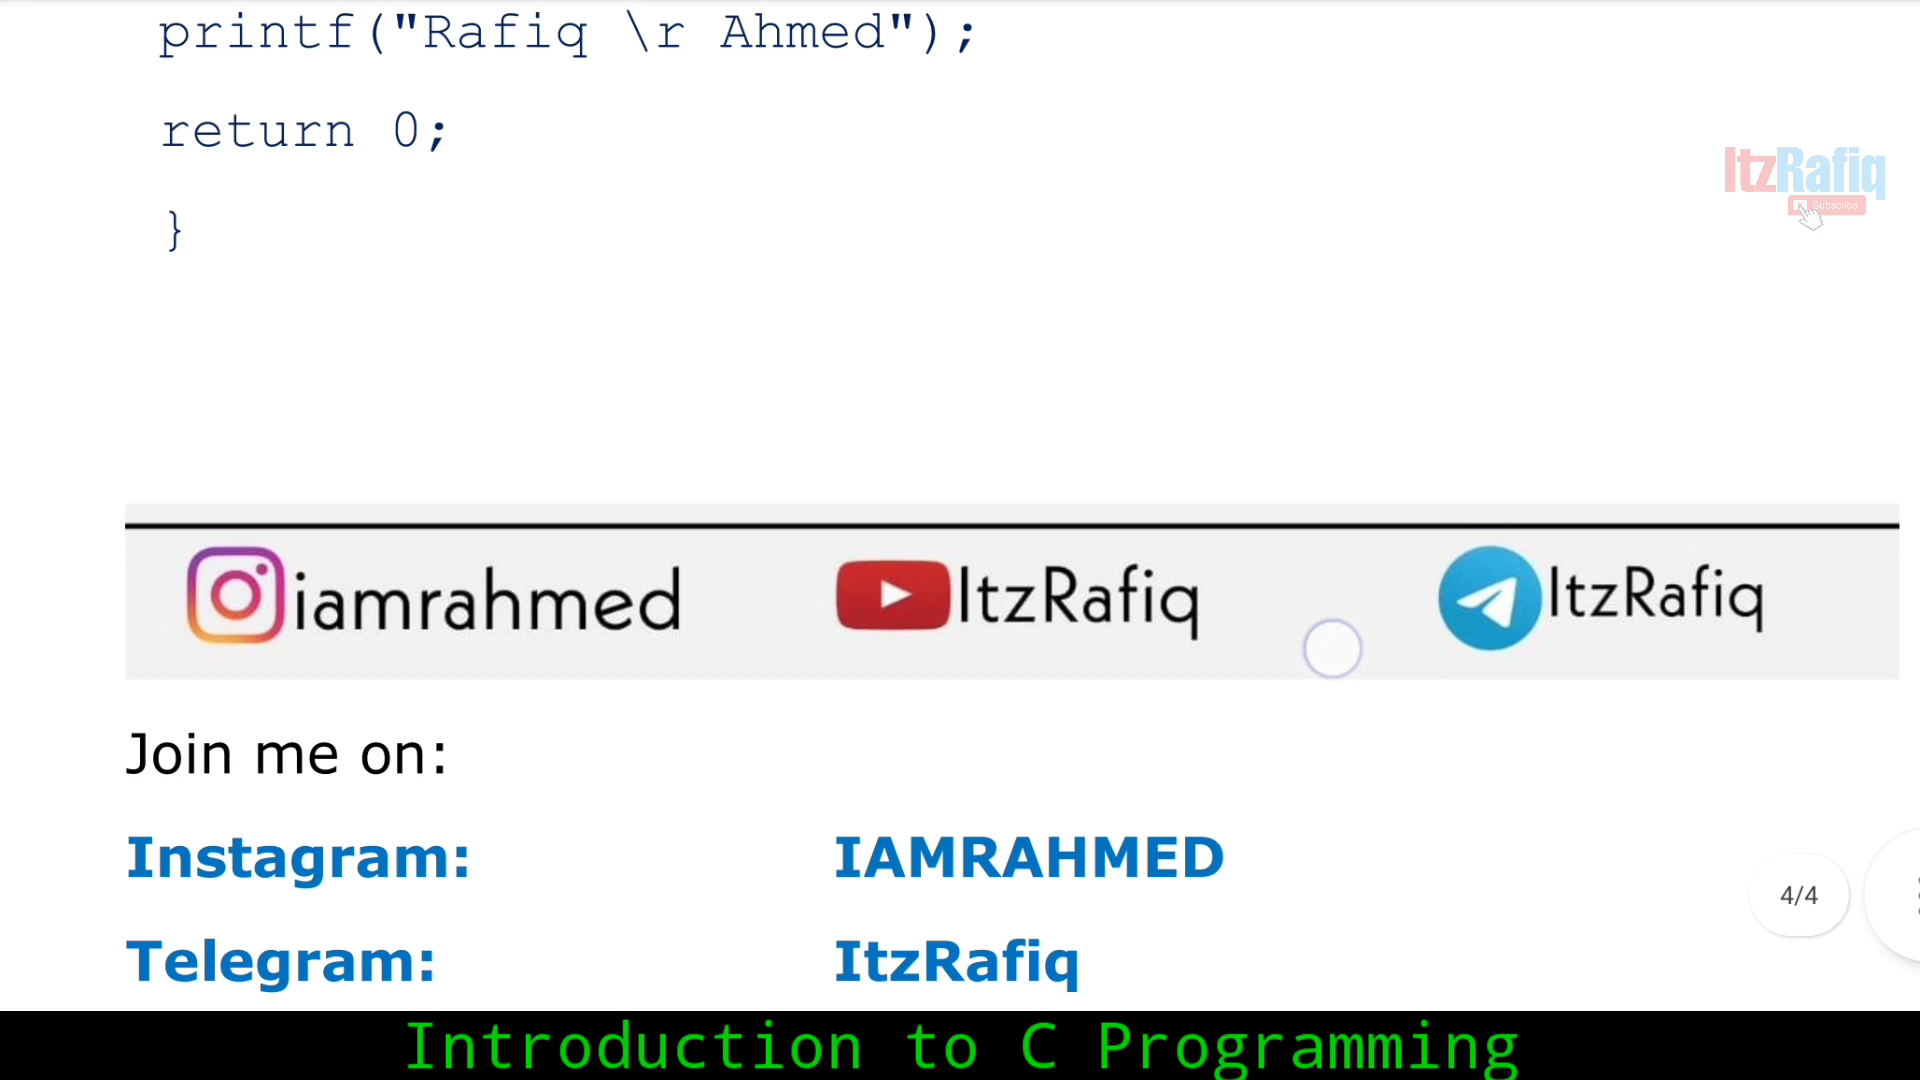 printf("Rafiq \r Ahmed");
return 0;
}
ItzRafiq
Subscribe
iamrahmed
ItzRafiq
ItzRafiq
Join me on:
Instagram: IAMRAHMED
Telegram: ItzRafiq
4/4
Introduction to C Programming